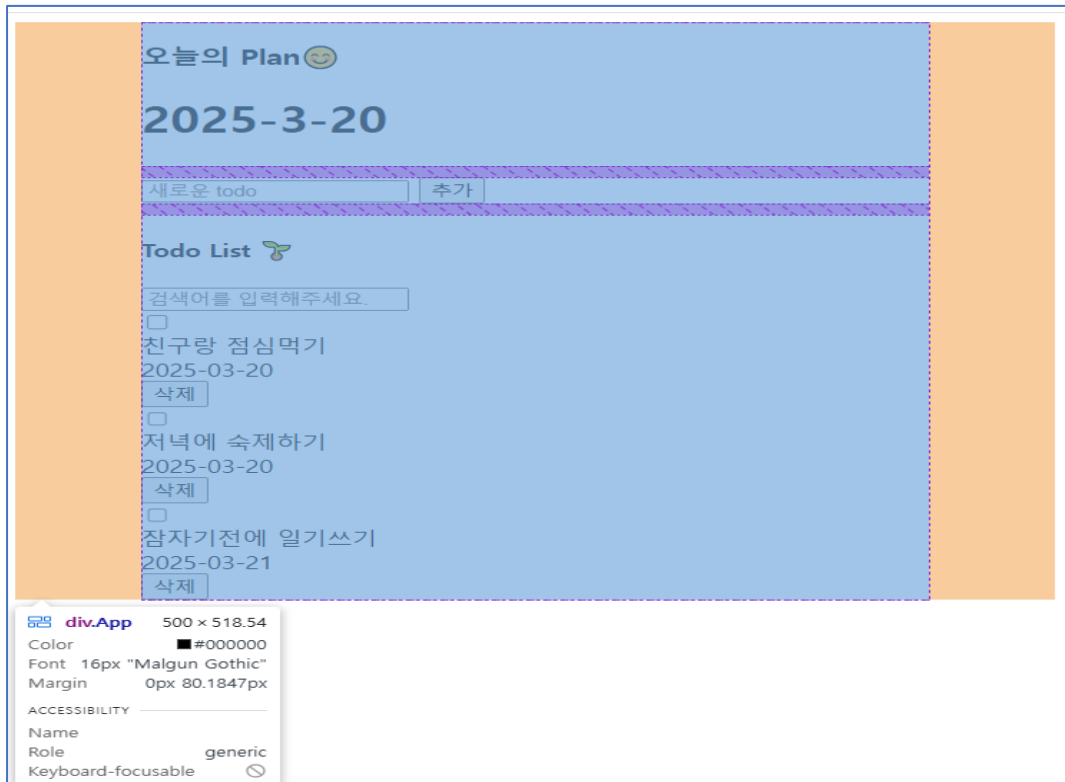 오늘의 Plan😊
2025-3-20
새로운 todo 추가
Todo List 🌱
검색어를 입력해주세요.
친구랑 점심먹기
2025-03-20
삭제
저녁에 숙제하기
2025-03-20
삭제
잠자기전에 일기쓰기
2025-03-21
삭제
div.App 500 × 518.54
Color #000000
Font 16px "Malgun Gothic"
Margin 0px 80.1847px
ACCESSIBILITY
Name
Role generic
Keyboard-focusable